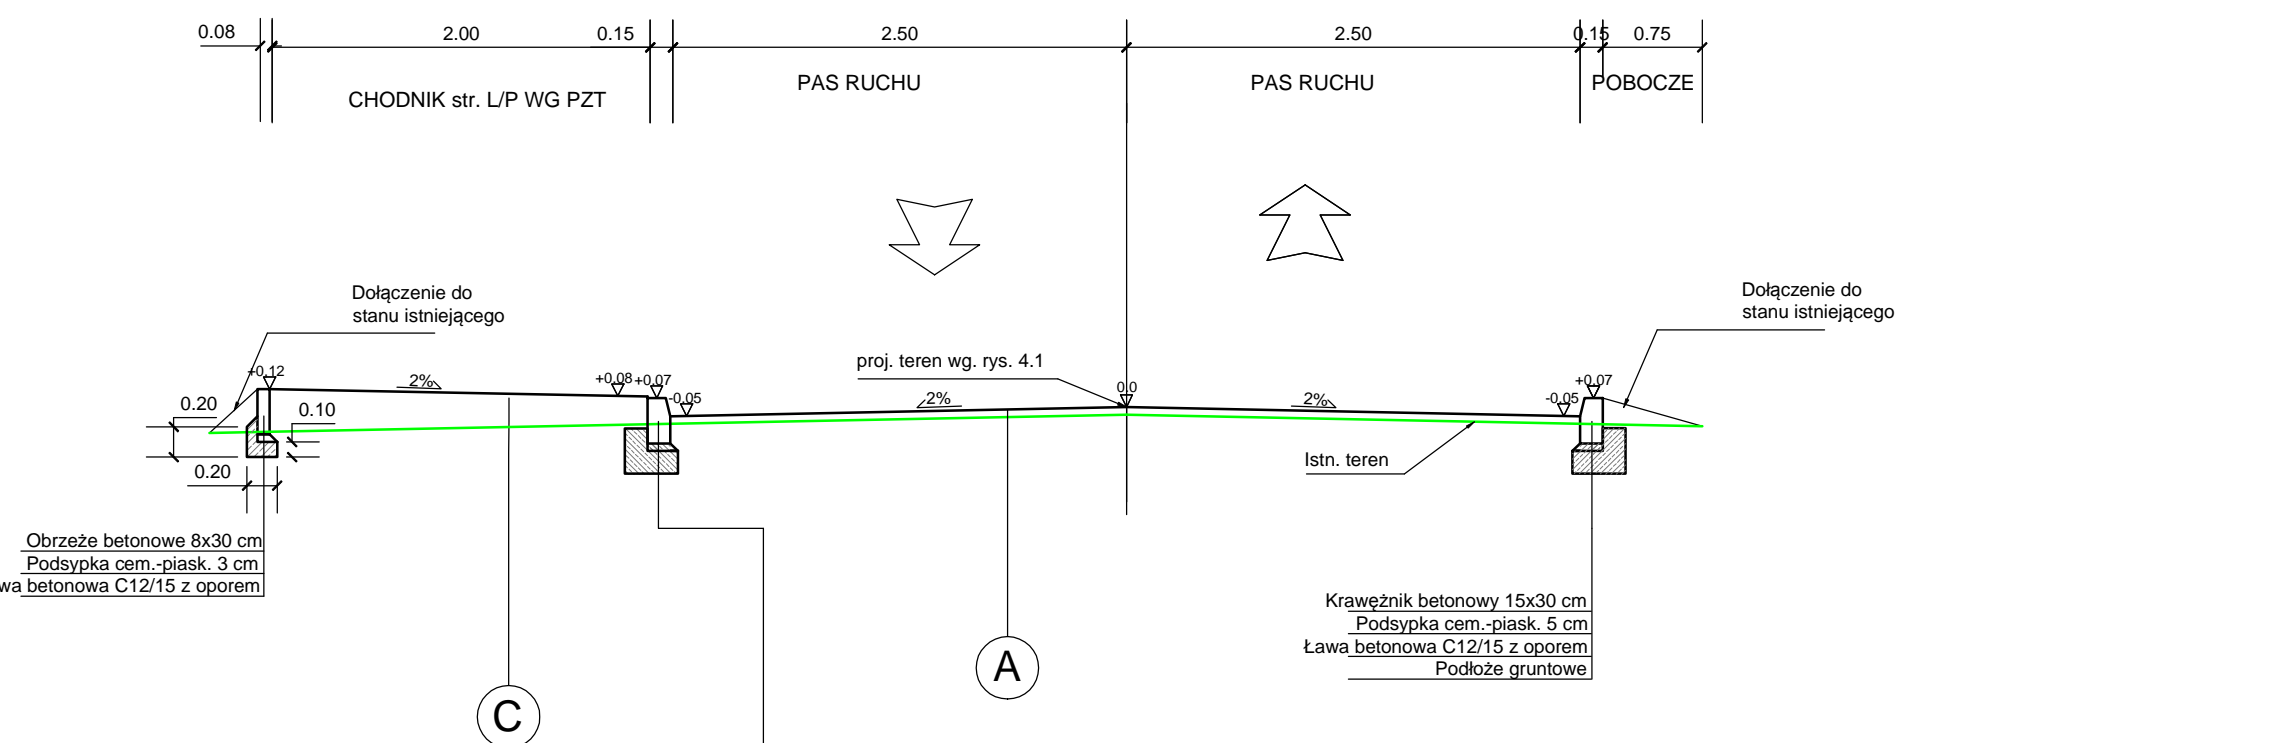 0.08
2.00
0.15
2.50
2.50
0.15
0.75
CHODNIK str. L/P WG PZT
PAS RUCHU
PAS RUCHU
POBOCZE
Dołączenie do
stanu istniejącego
Dołączenie do
stanu istniejącego
proj. teren wg. rys. 4.1
+0.12
2%
+0.08
+0.07
-0.05
2%
0.0
2%
-0.05
+0.07
0.20
0.10
0.20
Istn. teren
Obrzeże betonowe 8x30 cm
Podsypka cem.-piask. 3 cm
wa betonowa C12/15 z oporem
Krawężnik betonowy 15x30 cm
Podsypka cem.-piask. 5 cm
Ława betonowa C12/15 z oporem
Podłoże gruntowe
A
C